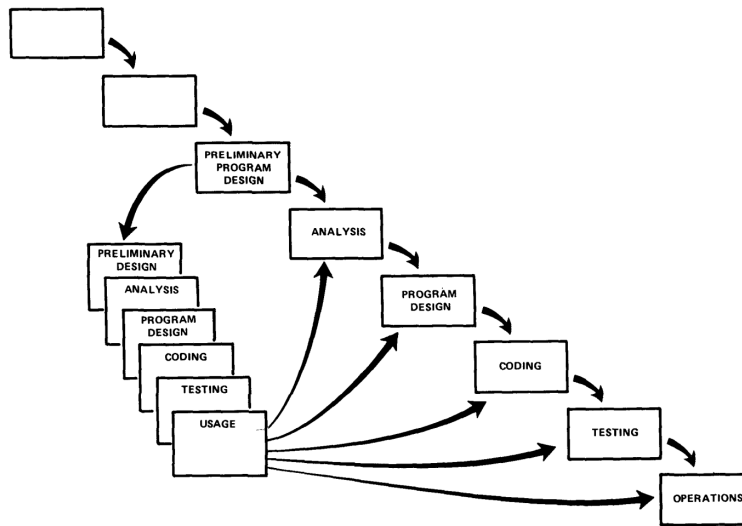 PRELIMINARY
PROGRAM
DESIGN
ANALYSIS
PROGRAM
DESIGN
CODING
TESTING
OPERATIONS
PRELIMINARY
DESIGN
ANALYSIS
PROGRAM
DESIGN
CODING
TESTING
USAGE